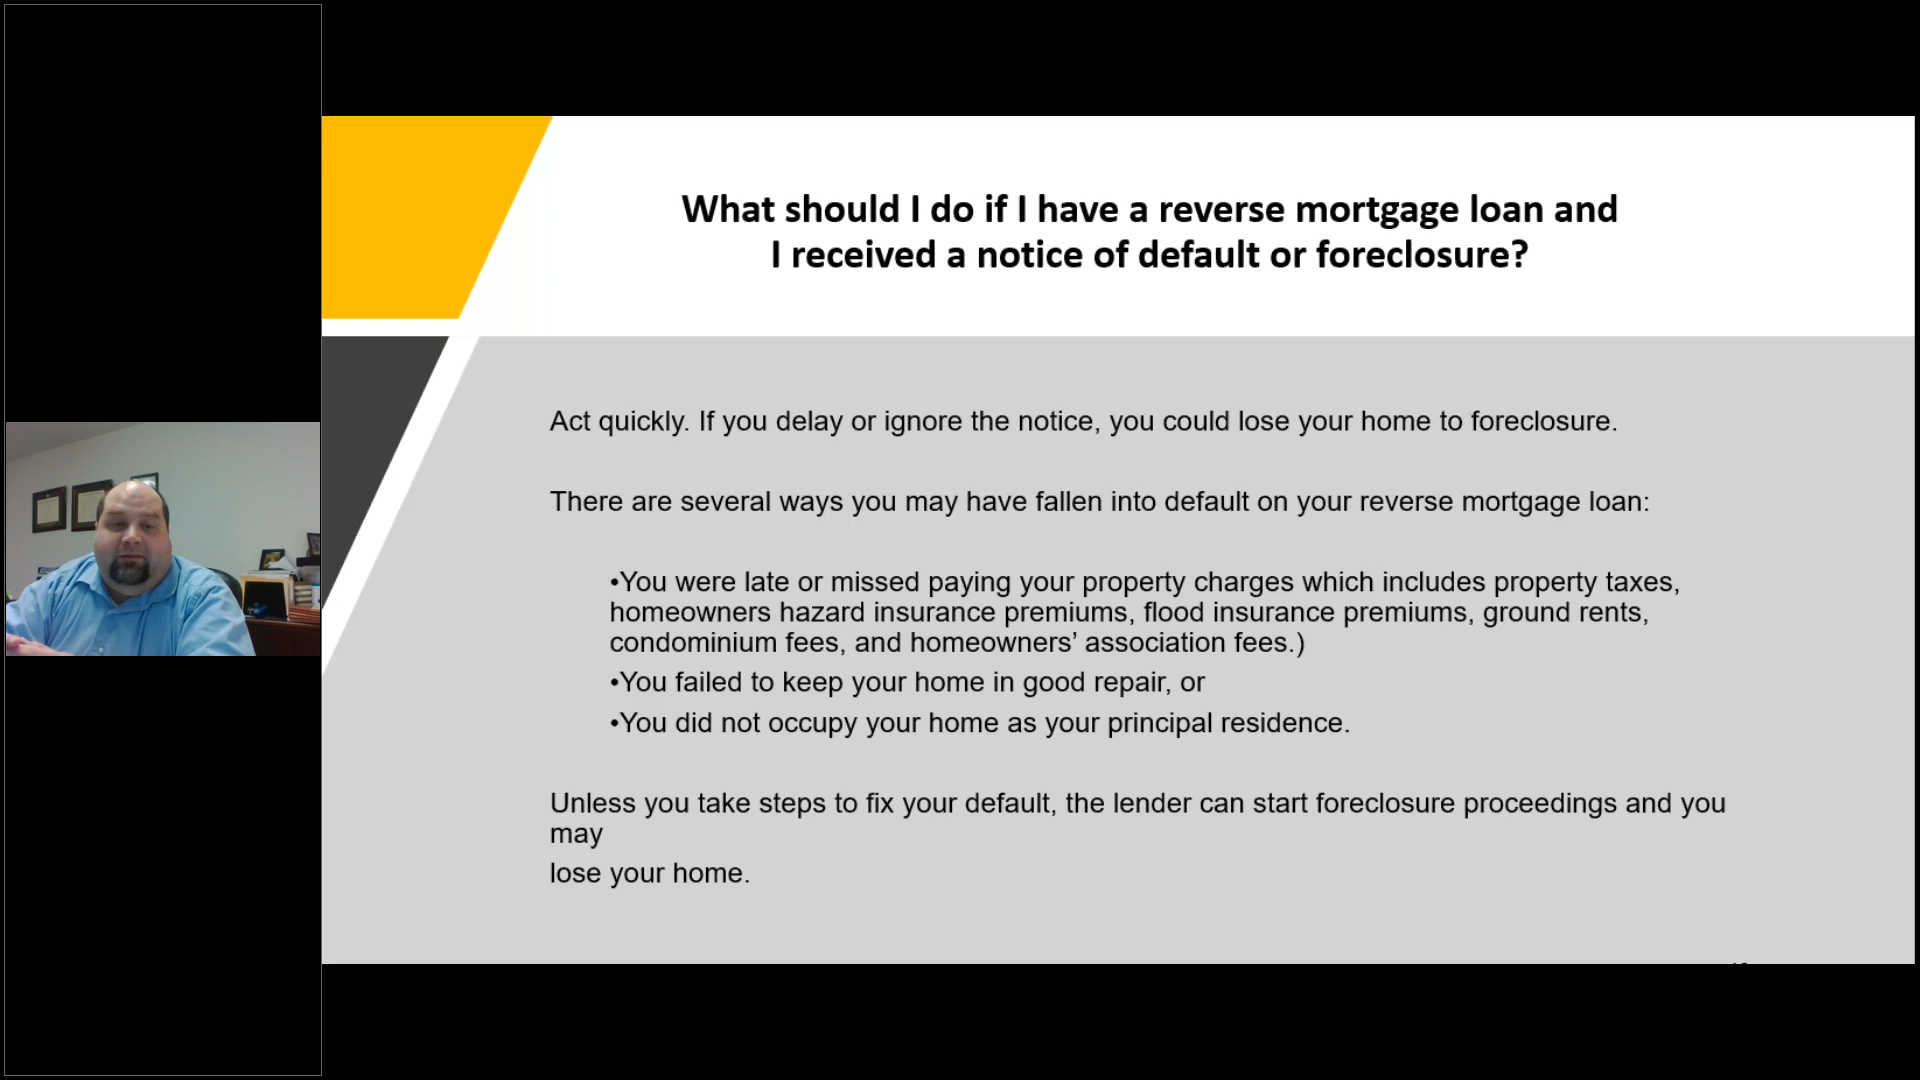 What should I do if I have a reverse mortgage loan and
I received a notice of default or foreclosure?
Act quickly. If you delay or ignore the notice, you could lose your home to foreclosure.
There are several ways you may have fallen into default on your reverse mortgage loan:
•You were late or missed paying your property charges which includes property taxes,
homeowners hazard insurance premiums, flood insurance premiums, ground rents,
condominium fees, and homeowners’ association fees.)
•You failed to keep your home in good repair, or
•You did not occupy your home as your principal residence.
Unless you take steps to fix your default, the lender can start foreclosure proceedings and you
may
lose your home.